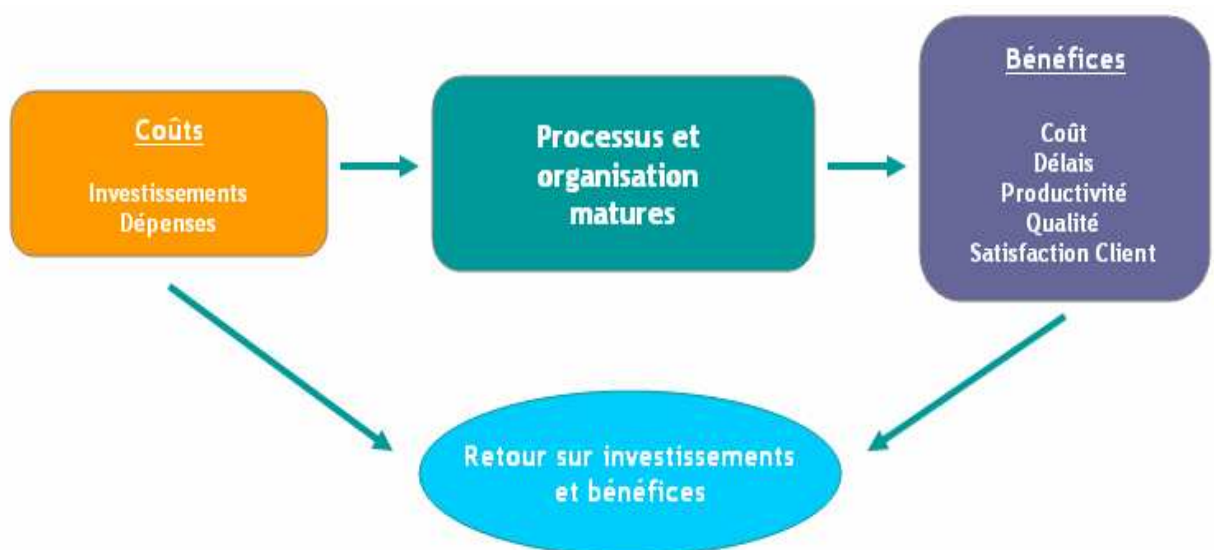 Coûts
Investissements
Dépenses
Processus et
organisation
matures
Bénéfices
Coût
Délais
Productivité
Qualité
Satisfaction Client
Retour sur investissements
et bénéfices